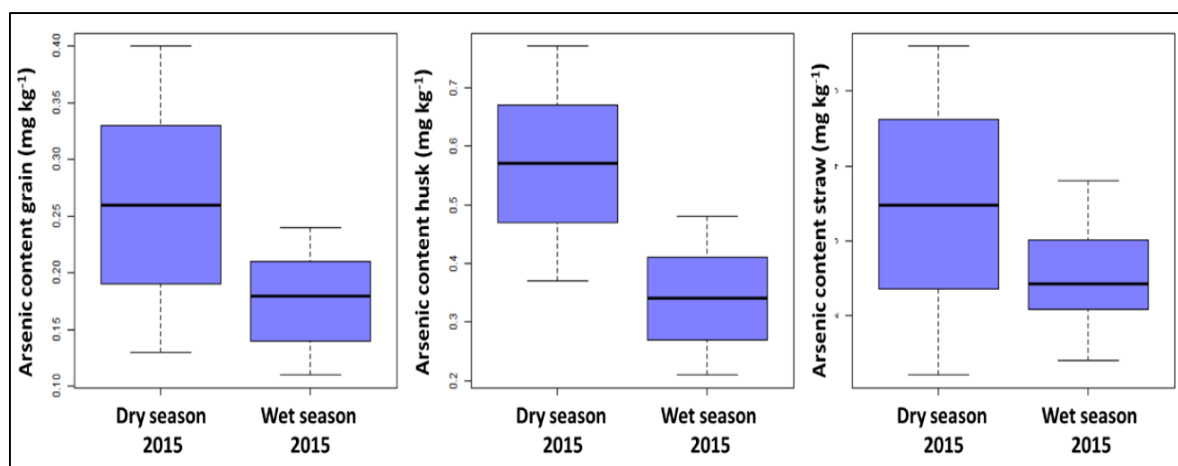 Arsenic content grain (mg kg⁻¹)
0.10
0.15
0.20
0.25
0.30
0.35
0.40
Dry season
2015
Wet season
2015
Arsenic content husk (mg kg⁻¹)
0.2
0.3
0.4
0.5
0.6
0.7
Dry season
2015
Wet season
2015
Arsenic content straw (mg kg⁻¹)
Dry season
2015
Wet season
2015